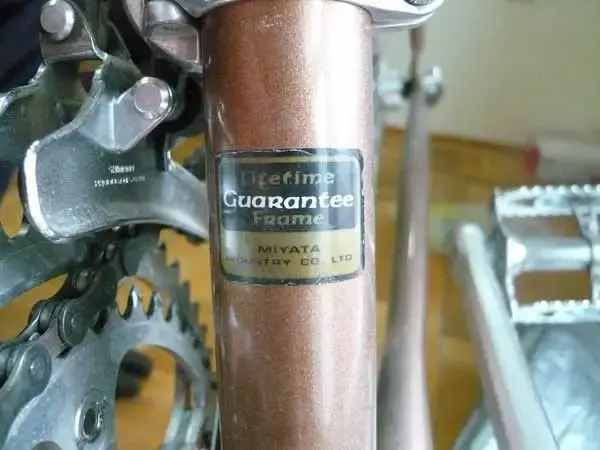 Lifetime
Guarantee
Frame
MIYATA
INDUSTRY CO., LTD